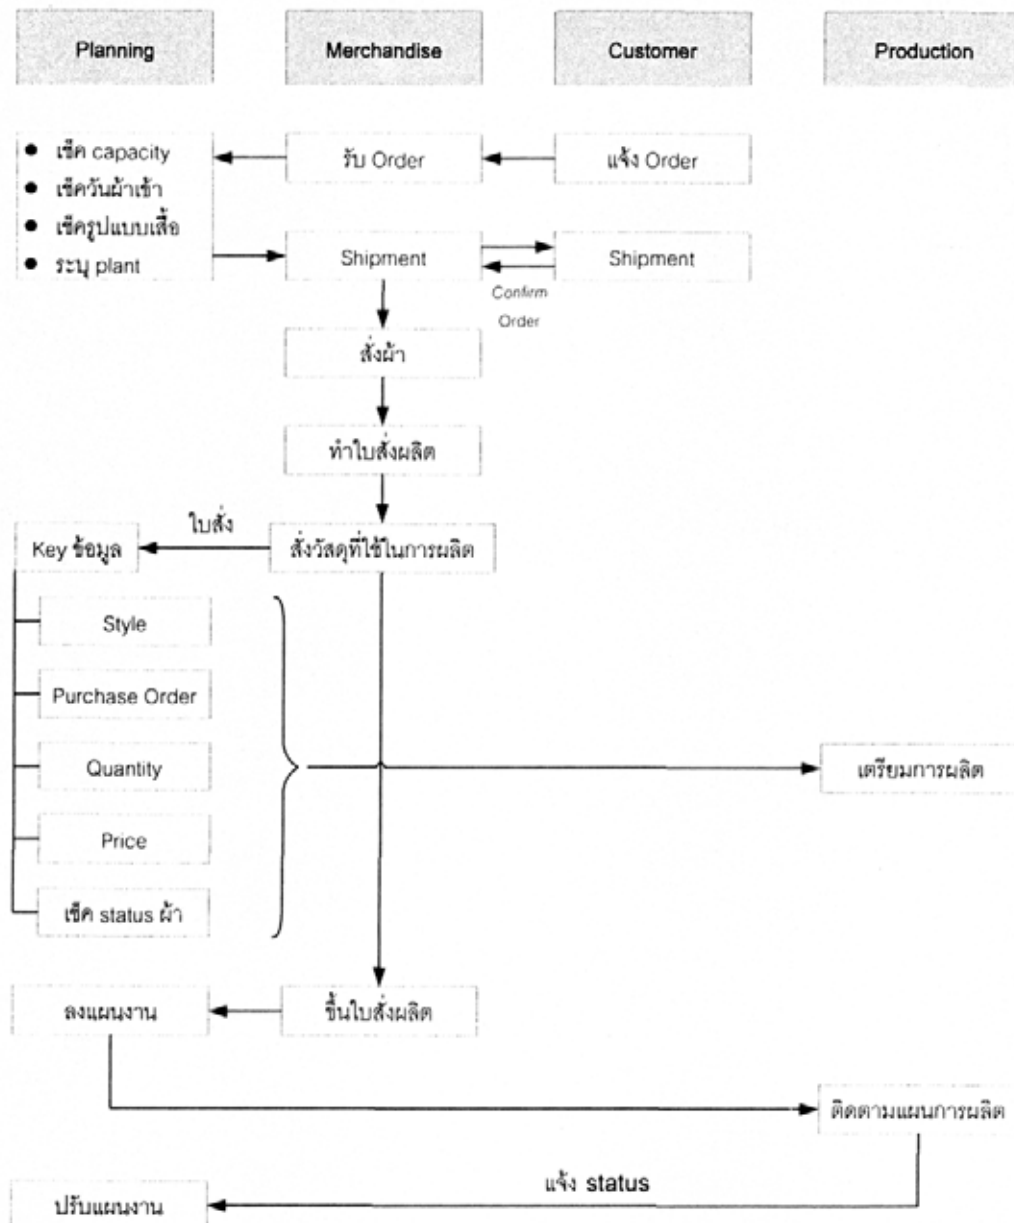 Planning
Merchandise
Customer
Production
● เช็ค capacity
● เช็ควันผ้าเข้า
● เช็ครูปแบบเสื้อ
● ระบุ plant
รับ Order
แจ้ง Order
Shipment
Shipment
Confirm
Order
สั่งผ้า
ทำใบสั่งผลิต
ใบสั่ง
Key ข้อมูล
สั่งวัสดุที่ใช้ในการผลิต
Style
Purchase Order
Quantity
Price
เช็ค status ผ้า
เตรียมการผลิต
ลงแผนงาน
ขึ้นใบสั่งผลิต
ติดตามแผนการผลิต
แจ้ง status
ปรับแผนงาน